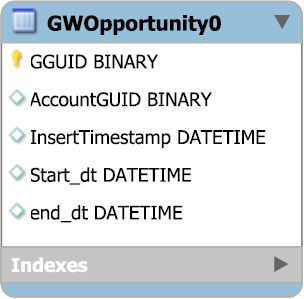 GWOpportunity0
GGUID BINARY
AccountGUID BINARY
InsertTimestamp DATETIME
Start_dt DATETIME
end_dt DATETIME
Indexes